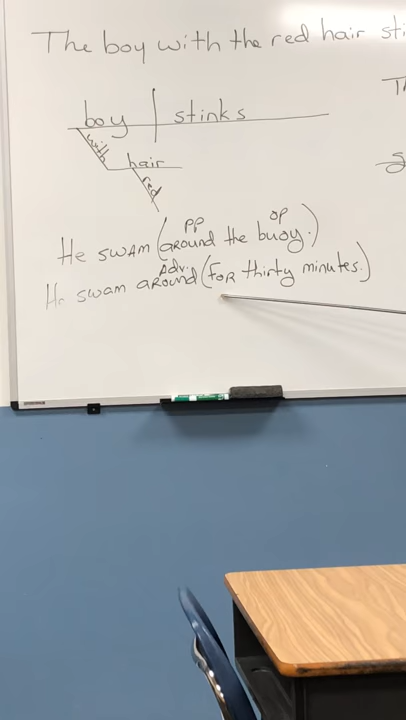 The boy with the red hair sti
boy | stinks
with
hair
red
PP OP
He swam (around the buoy.)
Adv.
He swam around (for thirty minutes.)